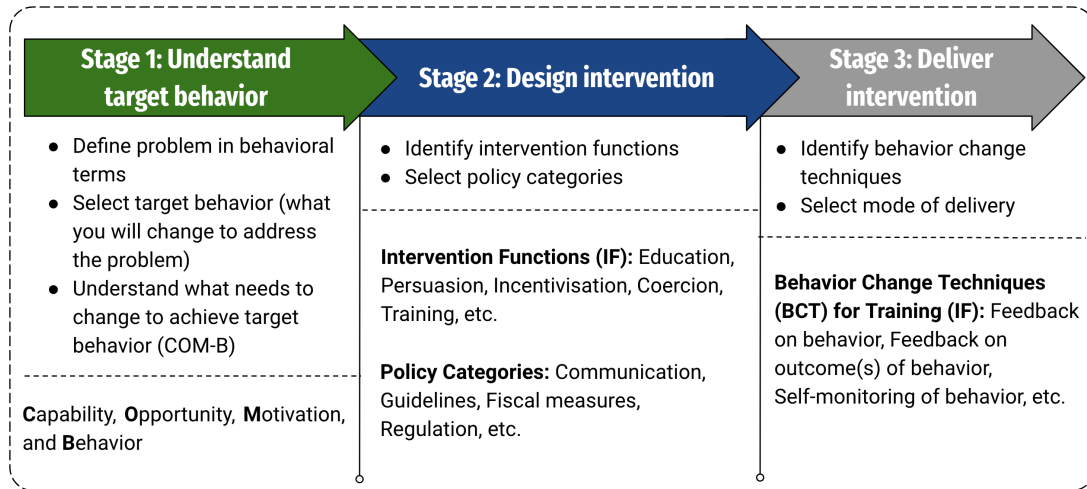 Stage 1: Understand
target behavior
● Define problem in behavioral
terms
● Select target behavior (what
you will change to address
the problem)
● Understand what needs to
change to achieve target
behavior (COM-B)
Capability, Opportunity, Motivation,
and Behavior
Stage 2: Design intervention
● Identify intervention functions
● Select policy categories
Intervention Functions (IF): Education,
Persuasion, Incentivisation, Coercion,
Training, etc.
Policy Categories: Communication,
Guidelines, Fiscal measures,
Regulation, etc.
Stage 3: Deliver
intervention
● Identify behavior change
techniques
● Select mode of delivery
Behavior Change Techniques
(BCT) for Training (IF): Feedback
on behavior, Feedback on
outcome(s) of behavior,
Self-monitoring of behavior, etc.